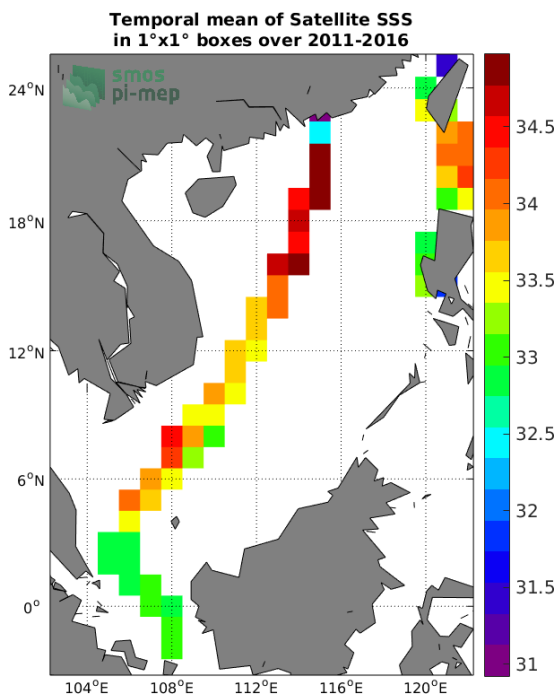 Temporal mean of Satellite SSS
in 1°x1° boxes over 2011-2016
smos
pi-mep
24°N
18°N
12°N
6°N
0°
104°E
108°E
112°E
116°E
120°E
34.5
34
33.5
33
32.5
32
31.5
31